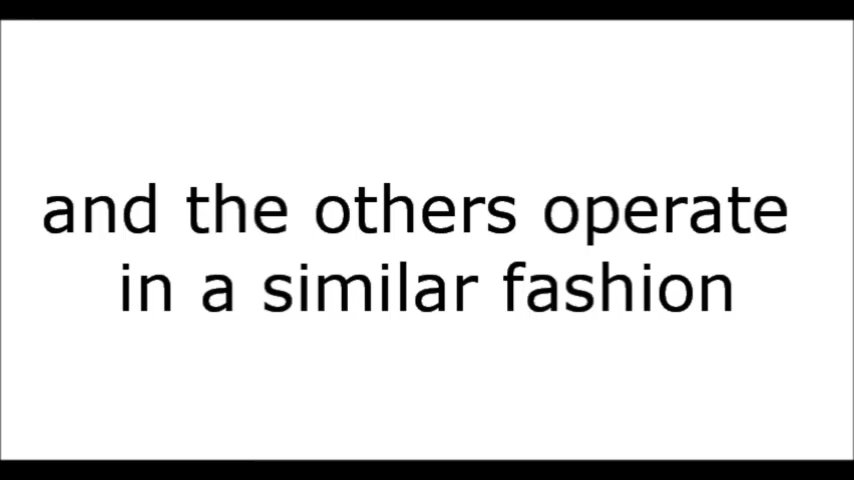 and the others operate
in a similar fashion